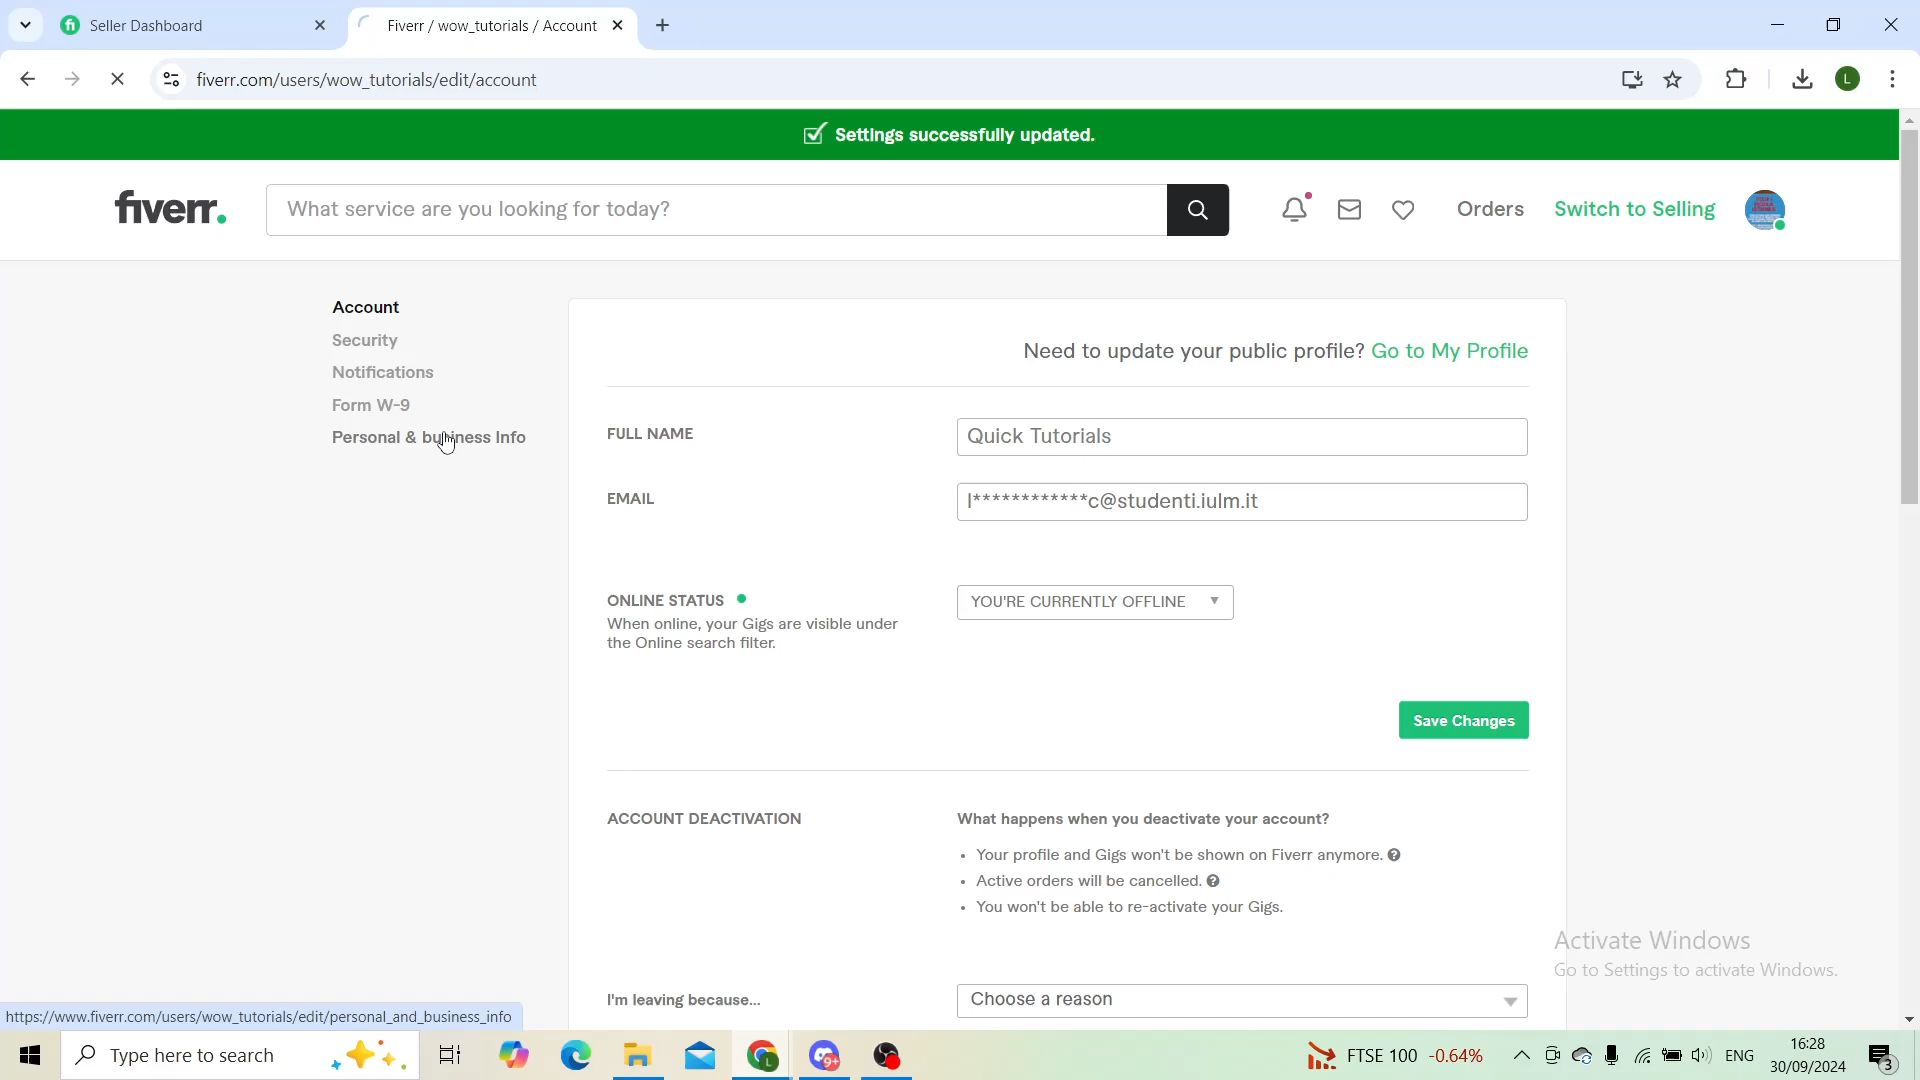 Seller Dashboard
Fiverr / wow_tutorials / Account
fiverr.com/users/wow_tutorials/edit/account
L
Settings successfully updated.
fiverr.
What service are you looking for today?
Orders
Switch to Selling
Account
Security
Notifications
Form W-9
Personal & business Info
Need to update your public profile? Go to My Profile
FULL NAME
Quick Tutorials
EMAIL
l************c@studenti.iulm.it
ONLINE STATUS
YOU'RE CURRENTLY OFFLINE
When online, your Gigs are visible under
the Online search filter.
Save Changes
ACCOUNT DEACTIVATION
What happens when you deactivate your account?
• Your profile and Gigs won't be shown on Fiverr anymore.
• Active orders will be cancelled.
• You won't be able to re-activate your Gigs.
Activate Windows
Go to Settings to activate Windows.
I'm leaving because...
Choose a reason
https://www.fiverr.com/users/wow_tutorials/edit/personal_and_business_info
Type here to search
9+
FTSE 100 -0.64%
ENG
16:28
30/09/2024
3